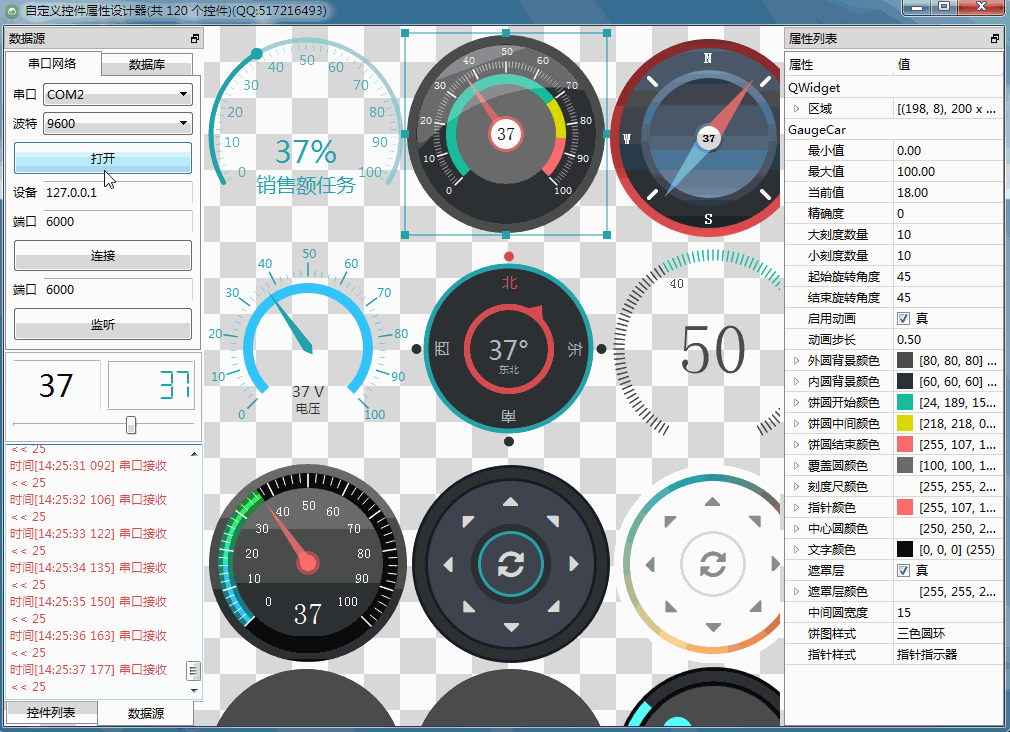 自定义控件属性设计器(共 120 个控件)(QQ:517216493)
数据源
串口网络
数据库
串口 COM2
波特 9600
打开
设备 127.0.0.1
端口 6000
连接
端口 6000
监听
37
37
<< 25
时间[14:25:31 092] 串口接收
<< 25
时间[14:25:32 106] 串口接收
<< 25
时间[14:25:33 122] 串口接收
<< 25
时间[14:25:34 135] 串口接收
<< 25
时间[14:25:35 150] 串口接收
<< 25
时间[14:25:36 163] 串口接收
<< 25
时间[14:25:37 177] 串口接收
<< 25
控件列表
数据源
0 10 20 30 40 50 60 70 80 90 100
37%
销售额任务
0 10 20 30 40 50 60 70 80 90 100
37
N
W
37
S
0 10 20 30 40 50 60 70 80 90 100
37 V
电压
北
西
东
南
37°
东北
40
50
0 10 20 30 40 50 60 70 80 90 100
37
属性列表
属性 值
QWidget
区域 [(198, 8), 200 x ...
GaugeCar
最小值 0.00
最大值 100.00
当前值 18.00
精确度 0
大刻度数量 10
小刻度数量 10
起始旋转角度 45
结束旋转角度 45
启用动画 真
动画步长 0.50
外圆背景颜色 [80, 80, 80] ...
内圆背景颜色 [60, 60, 60] ...
饼圆开始颜色 [24, 189, 15...
饼圆中间颜色 [218, 218, 0...
饼圆结束颜色 [255, 107, 1...
覆盖圆颜色 [100, 100, 1...
刻度尺颜色 [255, 255, 2...
指针颜色 [255, 107, 1...
中心圆颜色 [250, 250, 2...
文字颜色 [0, 0, 0] (255)
遮罩层 真
遮罩层颜色 [255, 255, 2...
中间圆宽度 15
饼图样式 三色圆环
指针样式 指针指示器